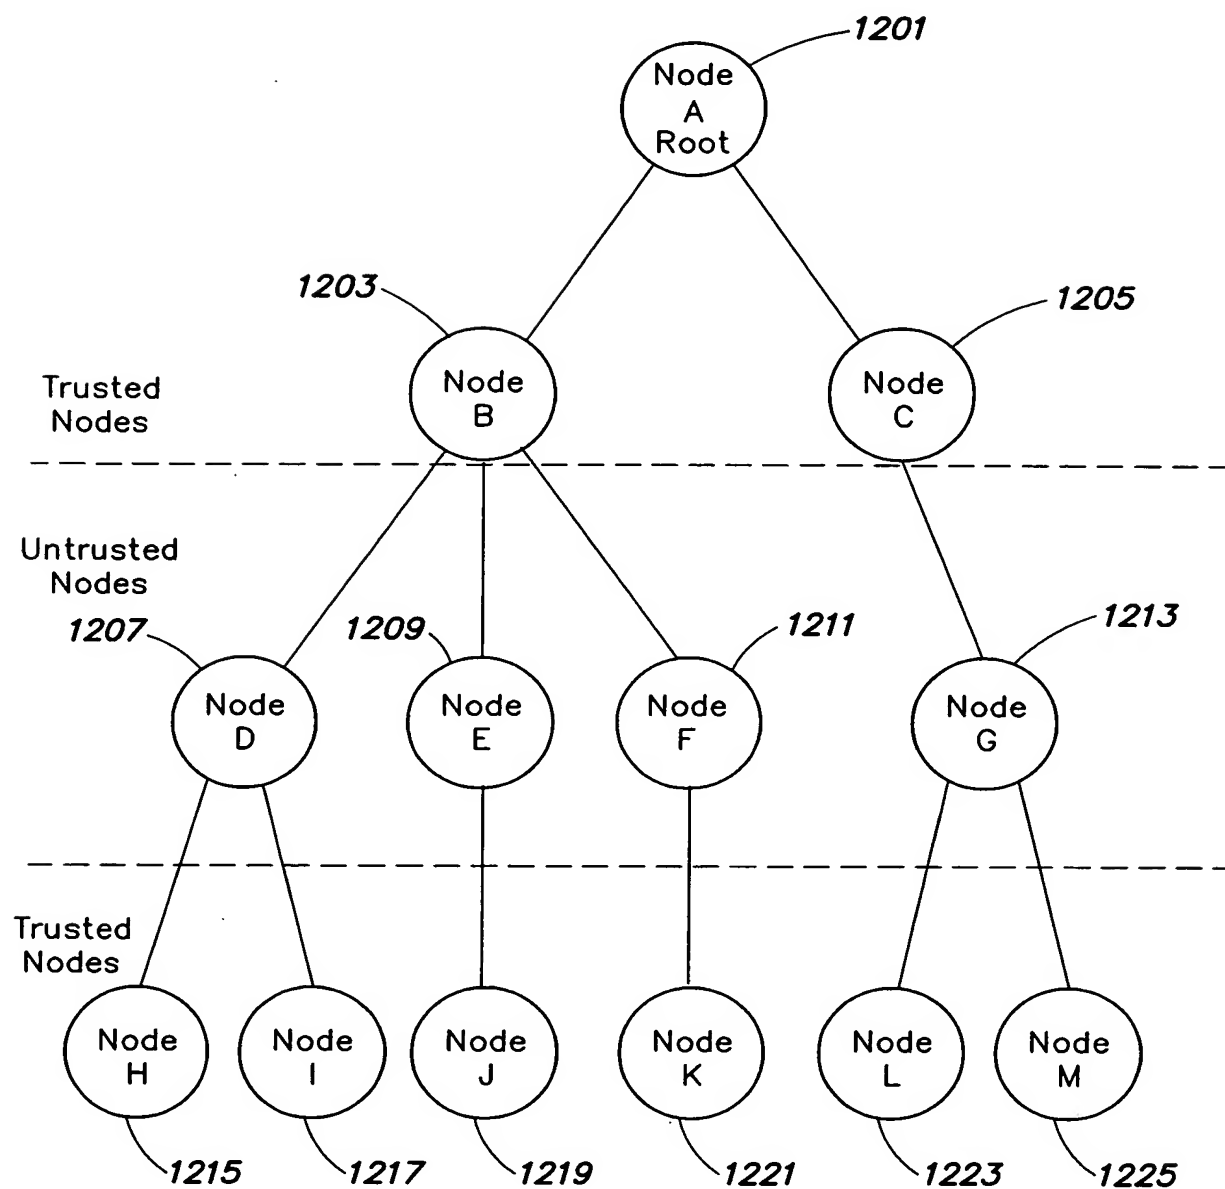 1201
Node
A
Root
1203
1205
Node
B
Node
C
Trusted
Nodes
Untrusted
Nodes
1207
1209
1211
1213
Node
D
Node
E
Node
F
Node
G
Trusted
Nodes
Node
H
Node
I
Node
J
Node
K
Node
L
Node
M
1215
1217
1219
1221
1223
1225